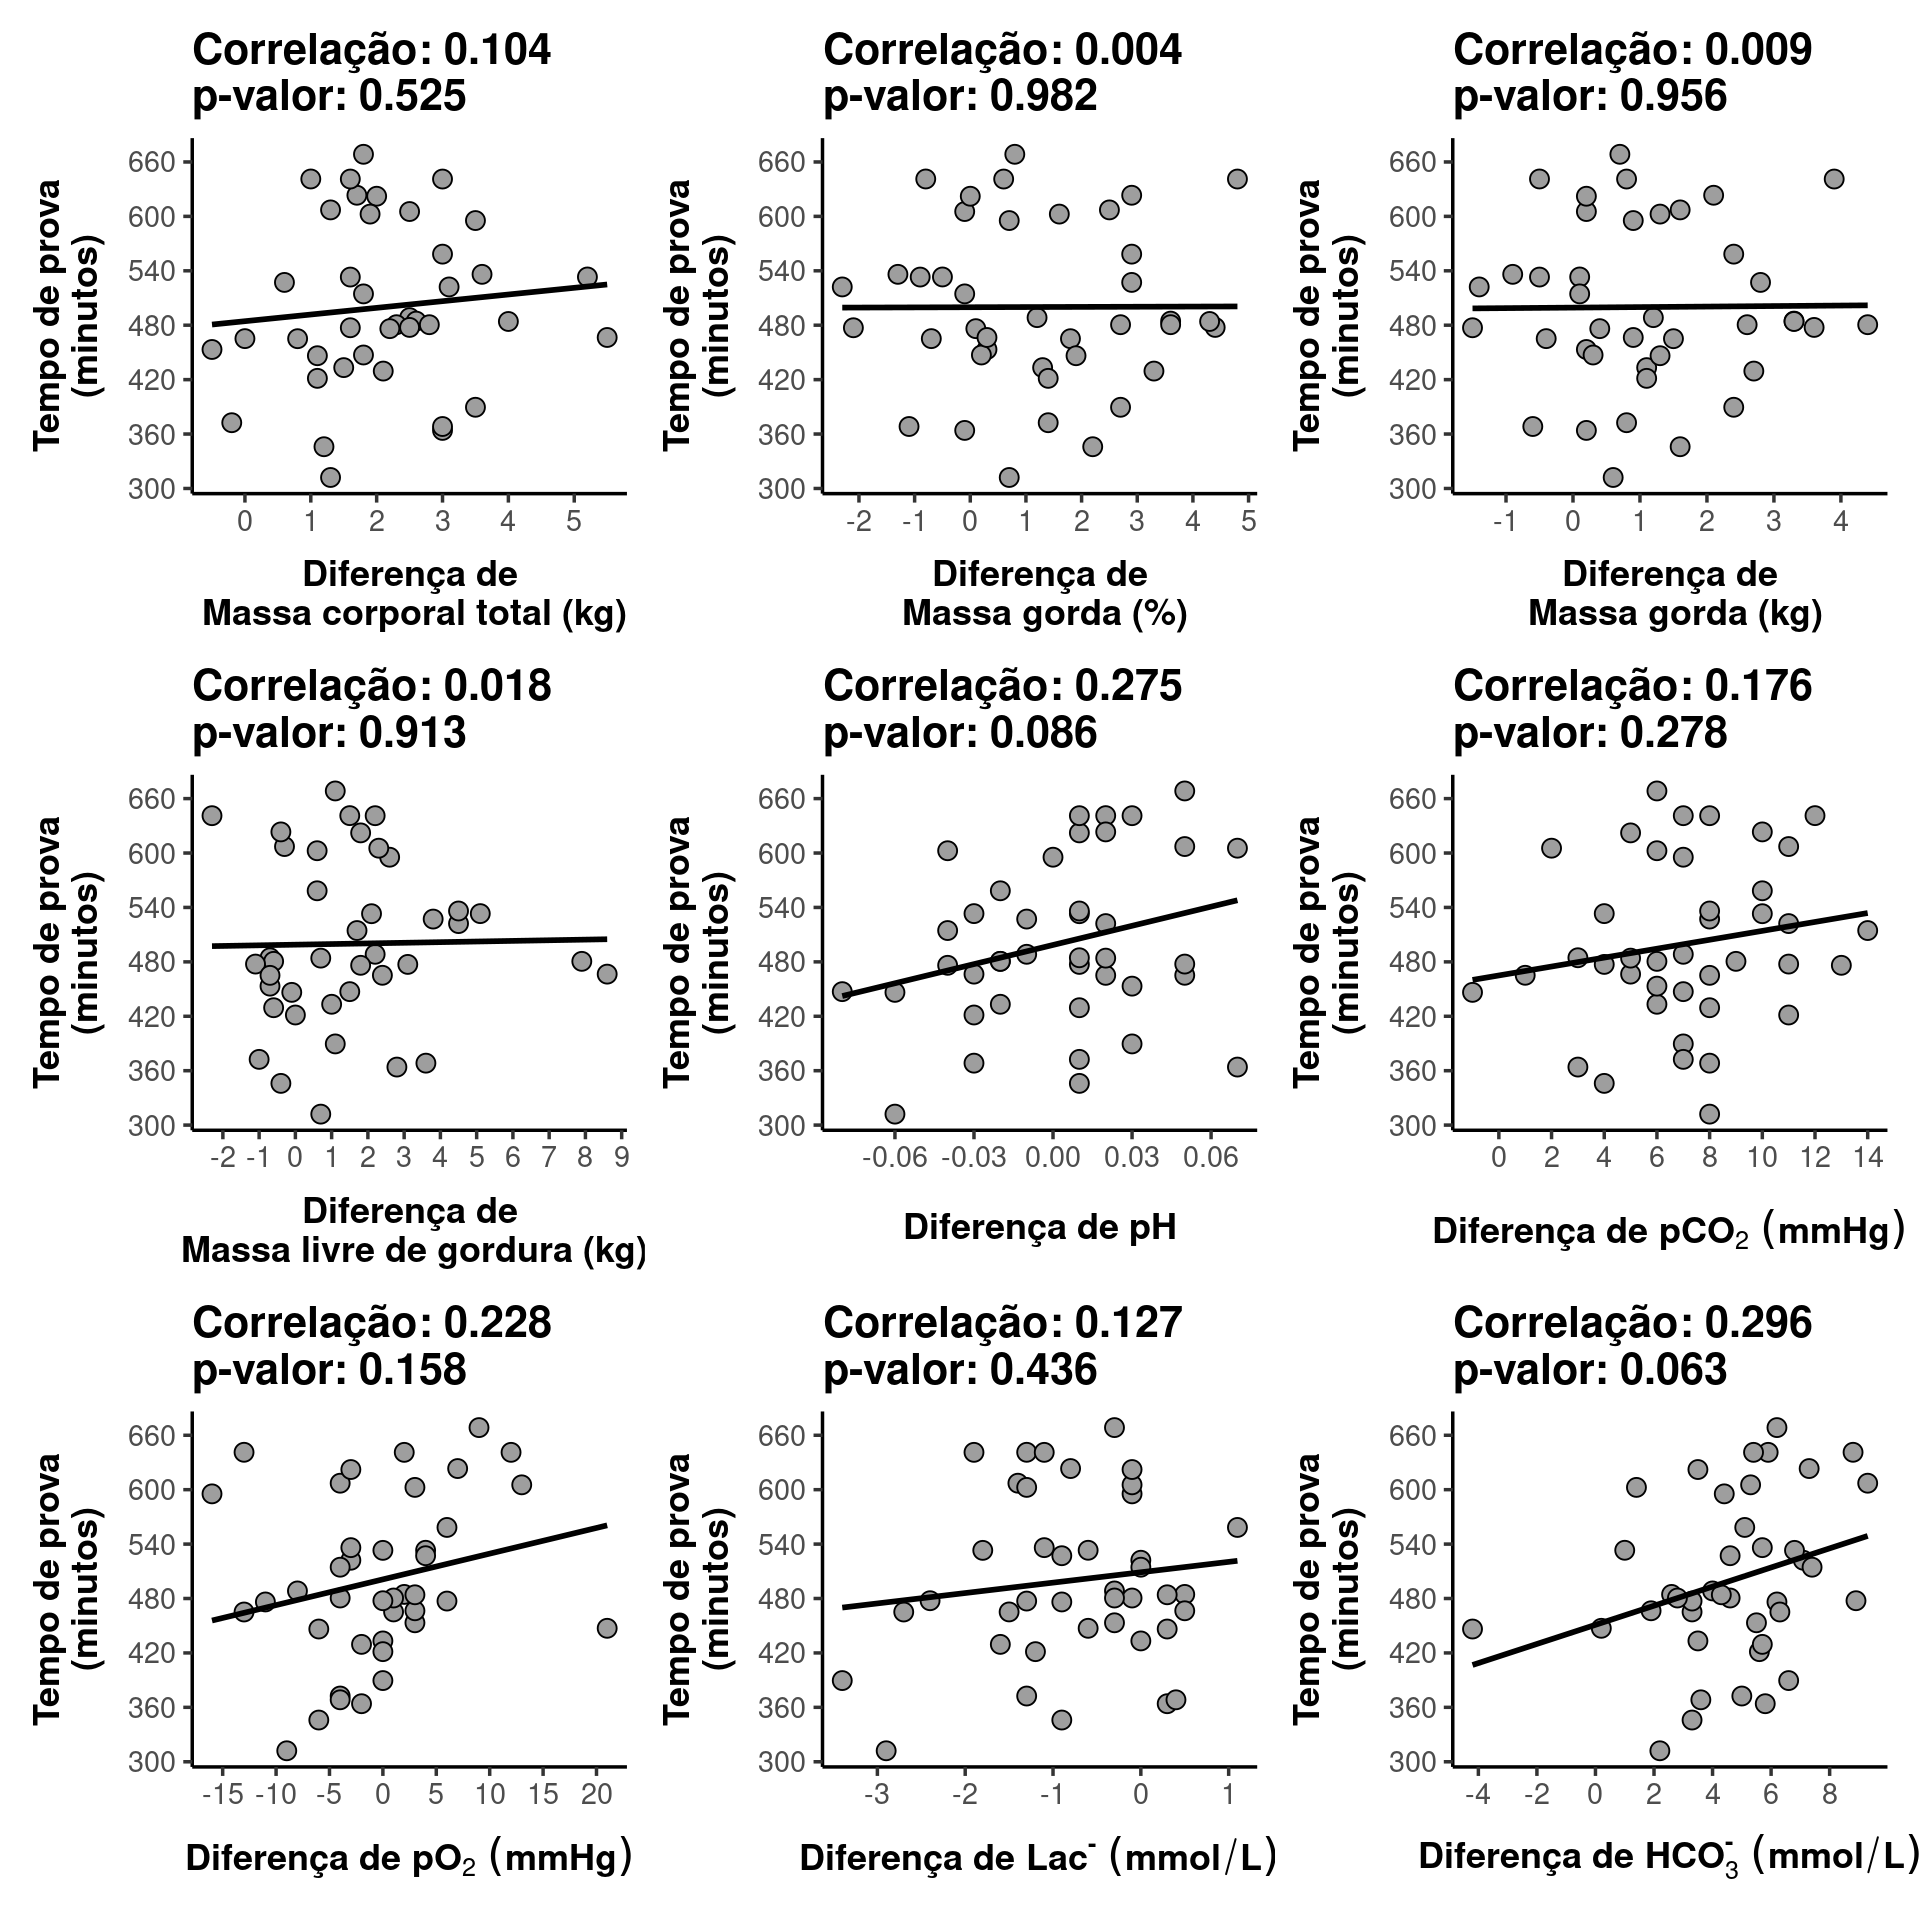 Correlação: 0.104
p-valor: 0.525
Tempo de prova
(minutos)
660
600
540
480
420
360
300
0 1 2 3 4 5
Diferença de
Massa corporal total (kg)
Correlação: 0.004
p-valor: 0.982
Tempo de prova
(minutos)
660
600
540
480
420
360
300
-2 -1 0 1 2 3 4 5
Diferença de
Massa gorda (%)
Correlação: 0.009
p-valor: 0.956
Tempo de prova
(minutos)
660
600
540
480
420
360
300
-1 0 1 2 3 4
Diferença de
Massa gorda (kg)
Correlação: 0.018
p-valor: 0.913
Tempo de prova
(minutos)
660
600
540
480
420
360
300
-2 -1 0 1 2 3 4 5 6 7 8 9
Diferença de
Massa livre de gordura (kg)
Correlação: 0.275
p-valor: 0.086
Tempo de prova
(minutos)
660
600
540
480
420
360
300
-0.06 -0.03 0.00 0.03 0.06
Diferença de pH
Correlação: 0.176
p-valor: 0.278
Tempo de prova
(minutos)
660
600
540
480
420
360
300
0 2 4 6 8 10 12 14
Diferença de pCO₂ (mmHg)
Correlação: 0.228
p-valor: 0.158
Tempo de prova
(minutos)
660
600
540
480
420
360
300
-15 -10 -5 0 5 10 15 20
Diferença de pO₂ (mmHg)
Correlação: 0.127
p-valor: 0.436
Tempo de prova
(minutos)
660
600
540
480
420
360
300
-3 -2 -1 0 1
Diferença de Lac⁻ (mmol/L)
Correlação: 0.296
p-valor: 0.063
Tempo de prova
(minutos)
660
600
540
480
420
360
300
-4 -2 0 2 4 6 8
Diferença de HCO₃⁻ (mmol/L)